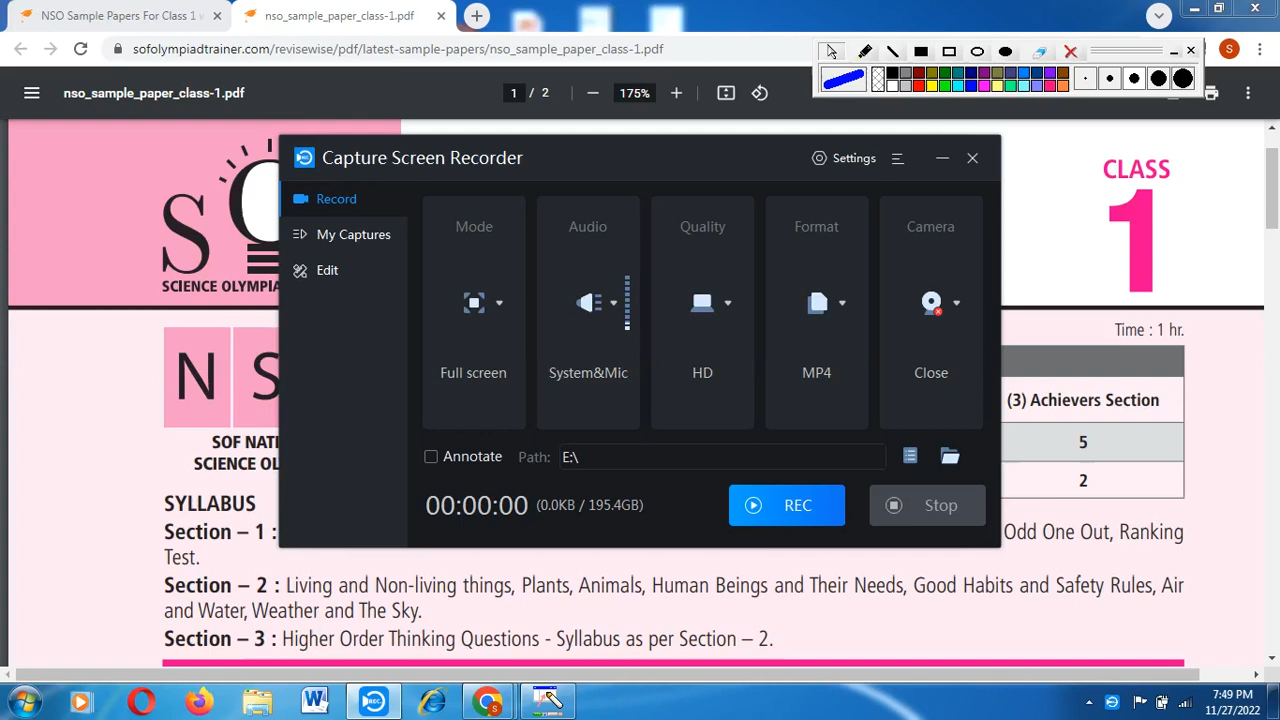 NSO Sample Papers For Class 1 w
nso_sample_paper_class-1.pdf
sofolympiadtrainer.com/revisewise/pdf/latest-sample-papers/nso_sample_paper_class-1.pdf
S
nso_sample_paper_class-1.pdf
1 / 2
175%
Capture Screen Recorder
Settings
Record
My Captures
Edit
Mode
Audio
Quality
Format
Camera
Full screen
System&Mic
HD
MP4
Close
Annotate
Path:
E:\
00:00:00
(0.0KB / 195.4GB)
REC
Stop
SO
SCIENCE OLYMPIA
CLASS
1
Time : 1 hr.
N S
SOF NAT
SCIENCE OL
(3) Achievers Section
5
2
SYLLABUS
Section – 1 : Odd One Out, Ranking
Test.
Section – 2 : Living and Non-living things, Plants, Animals, Human Beings and Their Needs, Good Habits and Safety Rules, Air
and Water, Weather and The Sky.
Section – 3 : Higher Order Thinking Questions - Syllabus as per Section – 2.
7:49 PM
11/27/2022